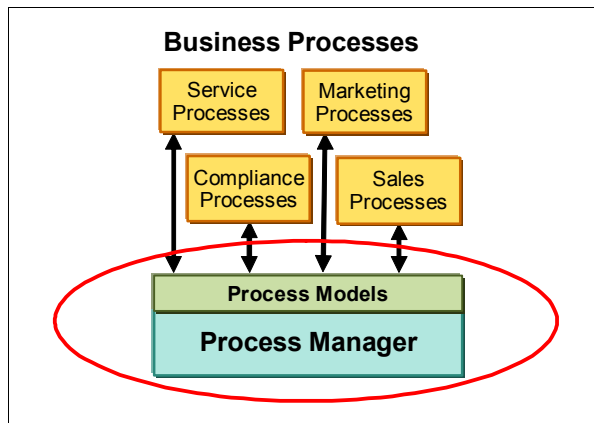 Business Processes
Service
Processes
Marketing
Processes
Compliance
Processes
Sales
Processes
Process Models
Process Manager